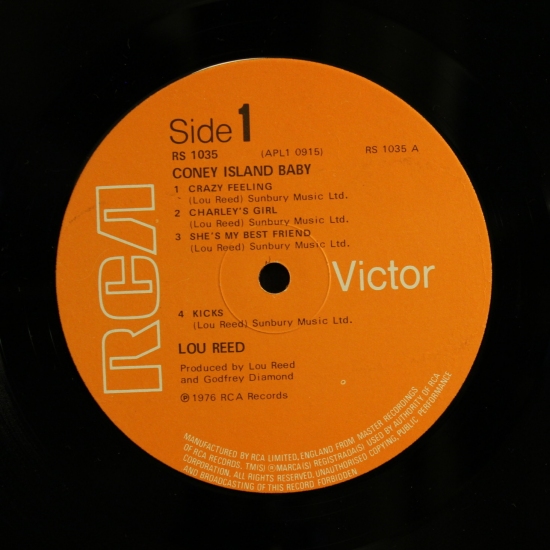 Side 1
RS 1035 (APL1 0915) RS 1035 A
CONEY ISLAND BABY
1 CRAZY FEELING
(Lou Reed) Sunbury Music Ltd.
2 CHARLEY'S GIRL
(Lou Reed) Sunbury Music Ltd.
3 SHE'S MY BEST FRIEND
(Lou Reed) Sunbury Music Ltd.
RCA
Victor
4 KICKS
(Lou Reed) Sunbury Music Ltd.
LOU REED
Produced by Lou Reed
and Godfrey Diamond
℗ 1976 RCA Records
MANUFACTURED BY RCA LIMITED, ENGLAND FROM MASTER RECORDINGS
OF RCA RECORDS, TM(S) ® MARCA(S) REGISTRADA(S) USED BY AUTHORITY OF RCA
CORPORATION. ALL RIGHTS RESERVED. UNAUTHORISED COPYING, PUBLIC PERFORMANCE
AND BROADCASTING OF THIS RECORD FORBIDDEN